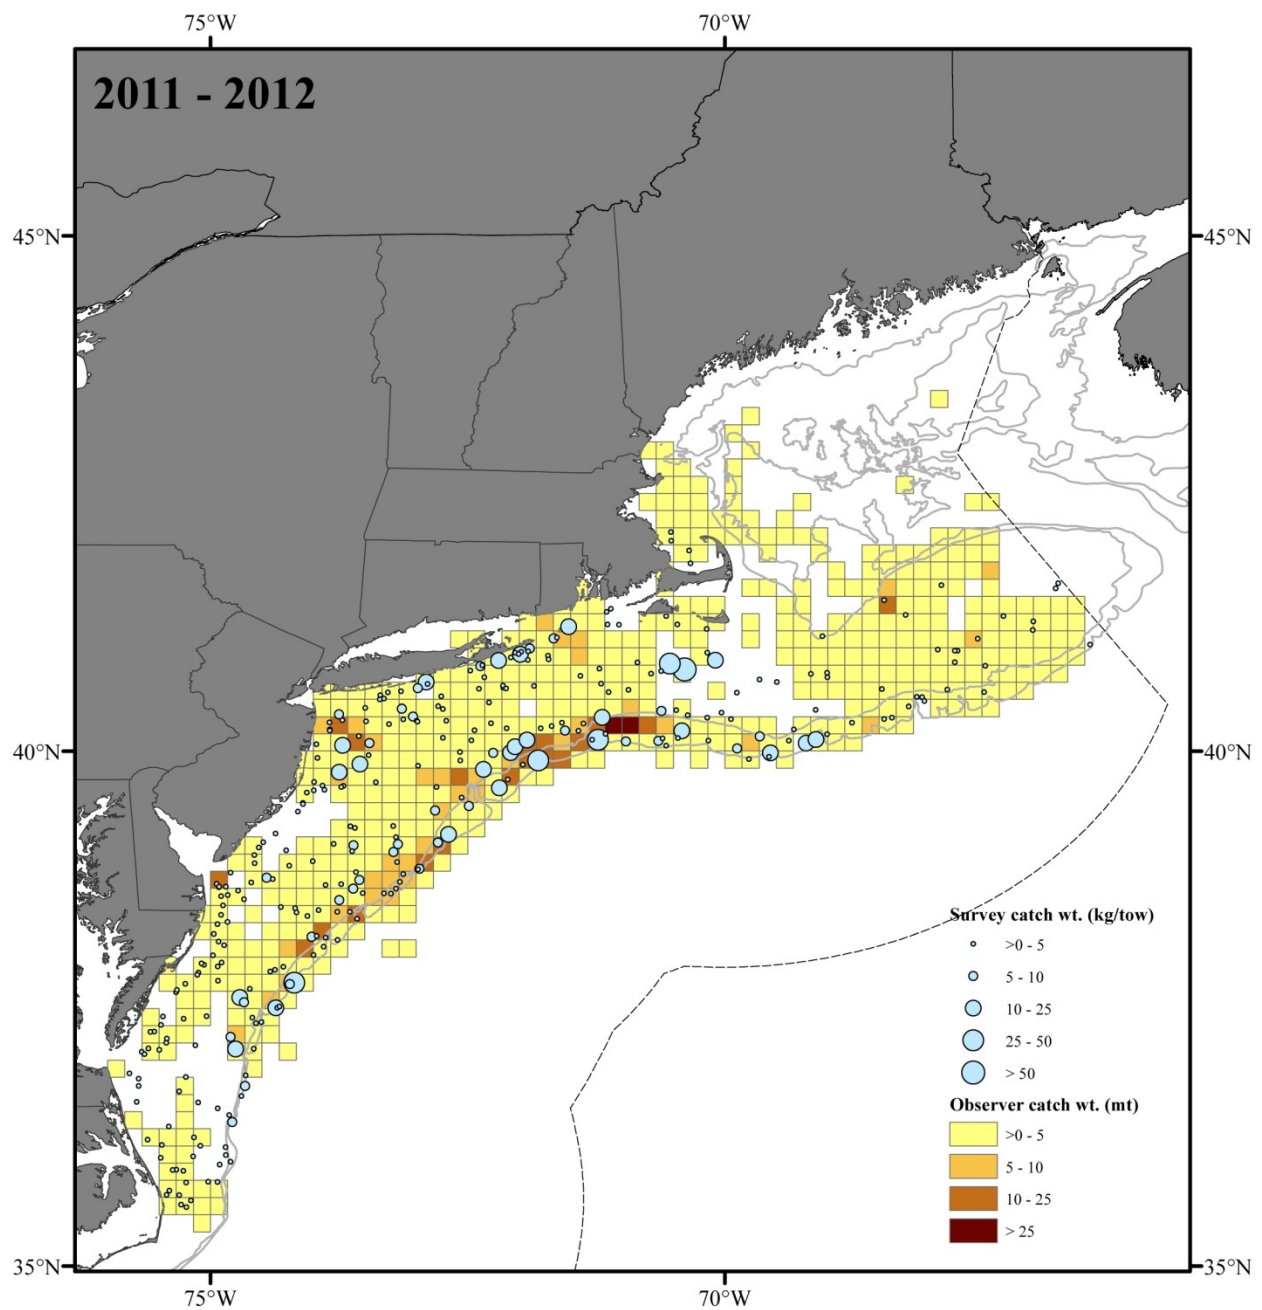 75°W 70°W
2011 - 2012
45°N 45°N
40°N 40°N
Survey catch wt. (kg/tow)
>0 - 5
5 - 10
10 - 25
25 - 50
> 50
Observer catch wt. (mt)
>0 - 5
5 - 10
10 - 25
> 25
35°N 35°N
75°W 70°W